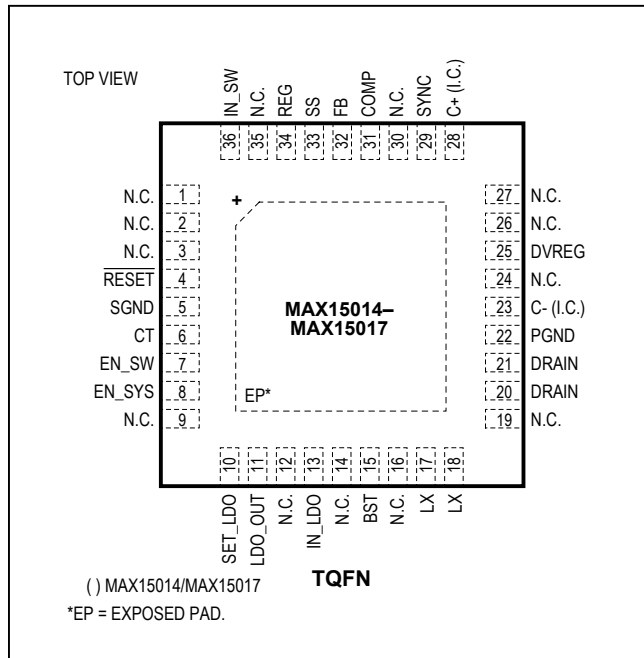 TOP VIEW
IN_SW
N.C.
REG
SS
FB
COMP
N.C.
SYNC
C+ (I.C.)
36
35
34
33
32
31
30
29
28
N.C. 1
N.C. 2
N.C. 3
RESET 4
SGND 5
CT 6
EN_SW 7
EN_SYS 8
N.C. 9
+
MAX15014–
MAX15017
EP*
27 N.C.
26 N.C.
25 DVREG
24 N.C.
23 C- (I.C.)
22 PGND
21 DRAIN
20 DRAIN
19 N.C.
10
11
12
13
14
15
16
17
18
SET_LDO
LDO_OUT
N.C.
IN_LDO
N.C.
BST
N.C.
LX
LX
TQFN
( ) MAX15014/MAX15017
*EP = EXPOSED PAD.